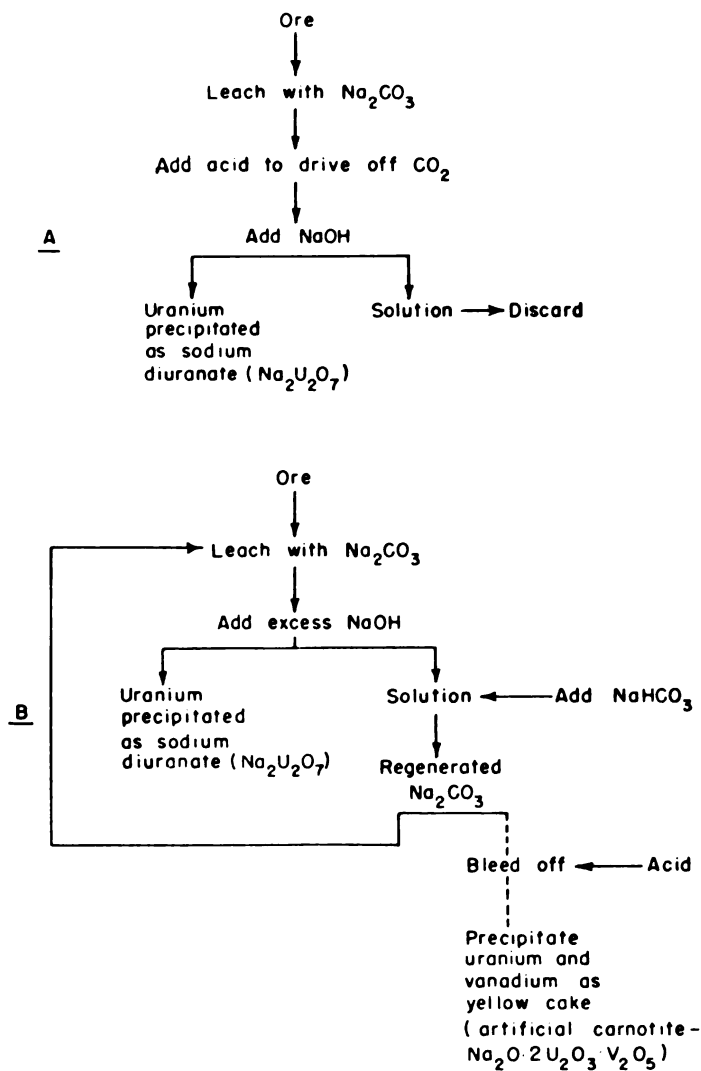 Ore
Leach with Na₂CO₃
Add acid to drive off CO₂
A
Add NaOH
Uranium
precipitated
as sodium
diuranate (Na₂U₂O₇)
Solution
Discard
Ore
Leach with Na₂CO₃
Add excess NaOH
B
Uranium
precipitated
as sodium
diuranate (Na₂U₂O₇)
Solution
Add NaHCO₃
Regenerated
Na₂CO₃
Bleed off
Acid
Precipitate
uranium and
vanadium as
yellow cake
(artificial carnotite-
Na₂O·2U₂O₃·V₂O₅)